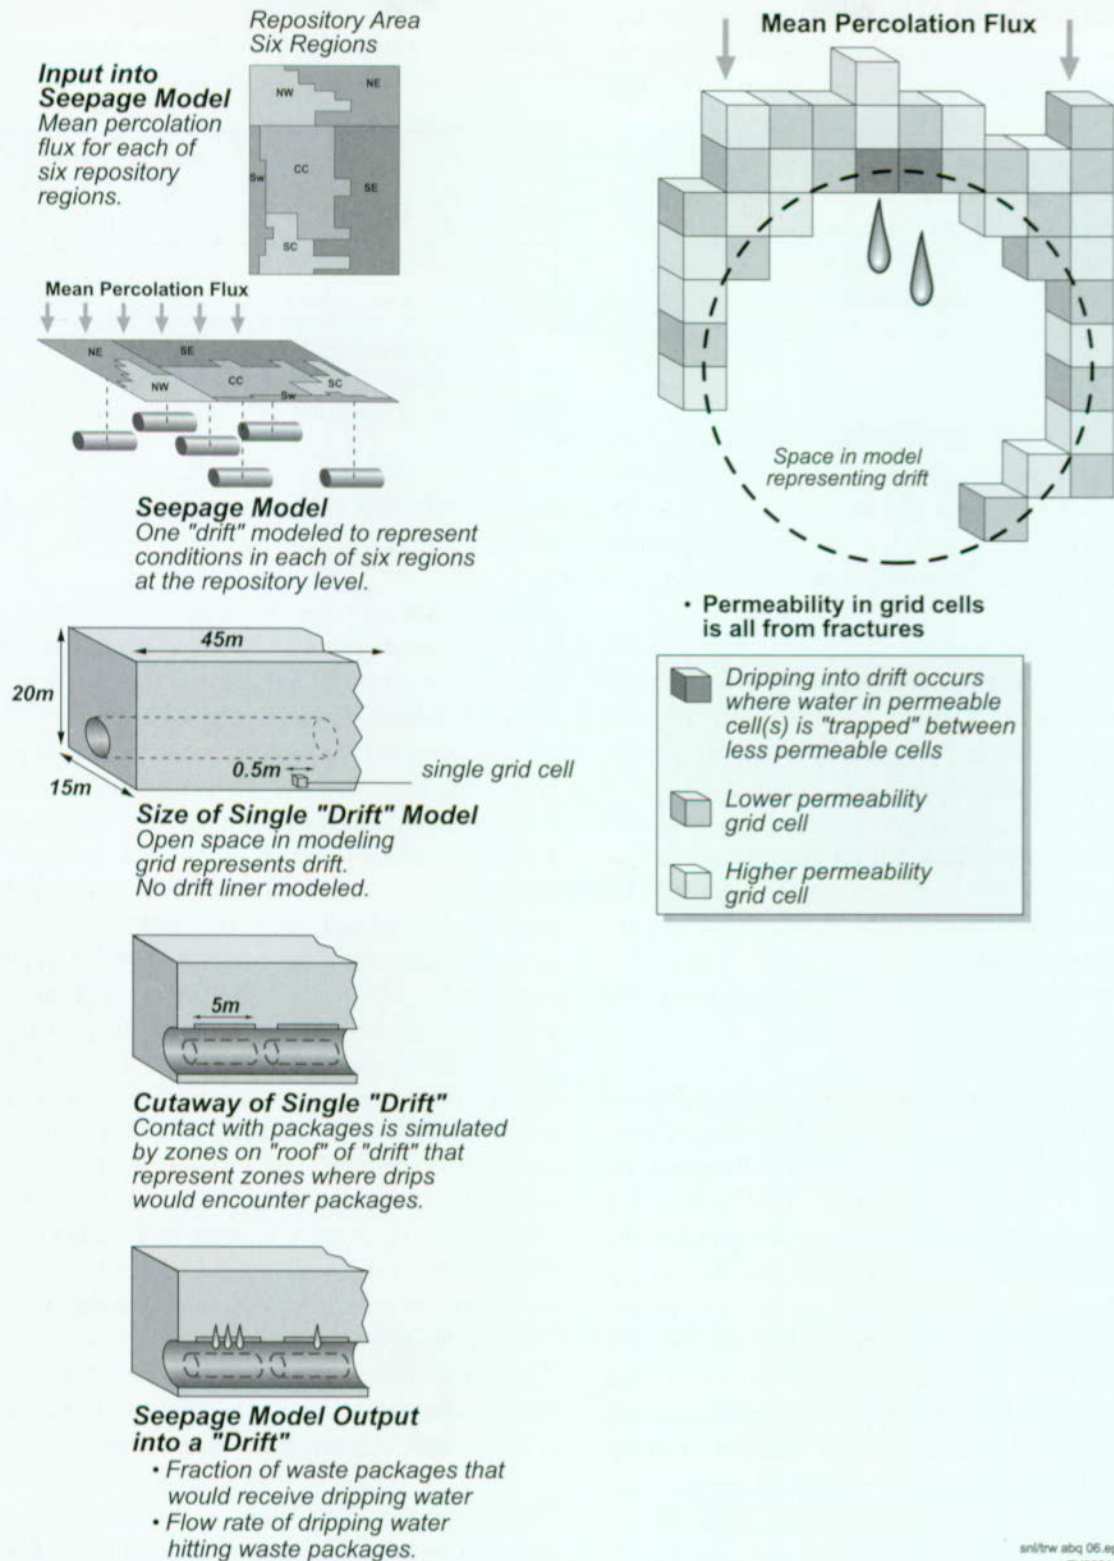 Repository Area
Six Regions
Input into
Seepage Model
Mean percolation
flux for each of
six repository
regions.
NW
NE
Sw
CC
SE
SC
Mean Percolation Flux
NE
SE
NW
CC
SC
Sw
Seepage Model
One "drift" modeled to represent
conditions in each of six regions
at the repository level.
45m
20m
15m
0.5m
single grid cell
Size of Single "Drift" Model
Open space in modeling
grid represents drift.
No drift liner modeled.
5m
Cutaway of Single "Drift"
Contact with packages is simulated
by zones on "roof" of "drift" that
represent zones where drips
would encounter packages.
Seepage Model Output
into a "Drift"
• Fraction of waste packages that
would receive dripping water
• Flow rate of dripping water
hitting waste packages.
Mean Percolation Flux
Space in model
representing drift
• Permeability in grid cells
is all from fractures
Dripping into drift occurs
where water in permeable
cell(s) is "trapped" between
less permeable cells
Lower permeability
grid cell
Higher permeability
grid cell
snl/trw abq 06.ep